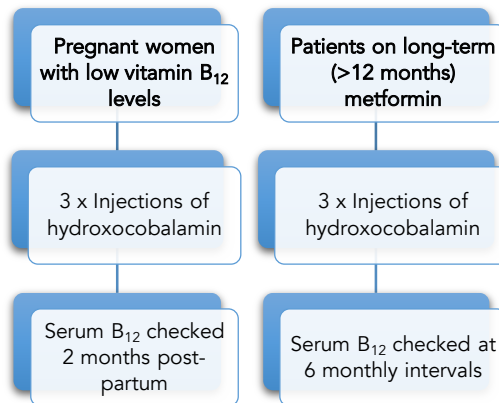 Pregnant women
with low vitamin B₁₂
levels
3 x Injections of
hydroxocobalamin
Serum B₁₂ checked
2 months post-
partum
Patients on long-term
(>12 months)
metformin
3 x Injections of
hydroxocobalamin
Serum B₁₂ checked at
6 monthly intervals